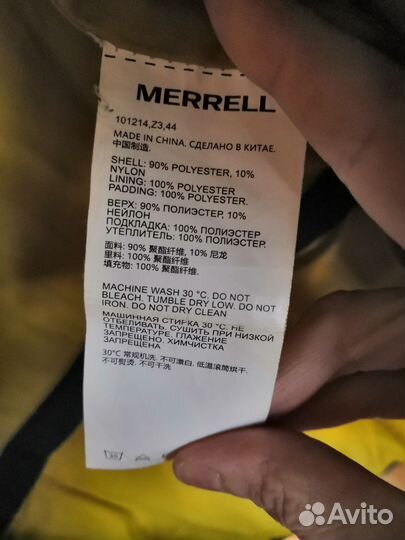 MERRELL
101214,Z3,44
MADE IN CHINA. СДЕЛАНО В КИТАЕ.
中国制造.
SHELL: 90% POLYESTER, 10%
NYLON
LINING: 100% POLYESTER
PADDING: 100% POLYESTER.
ВЕРХ: 90% ПОЛИЭСТЕР, 10%
НЕЙЛОН
ПОДКЛАДКА: 100% ПОЛИЭСТЕР
УТЕПЛИТЕЛЬ: 100% ПОЛИЭСТЕР.
面料: 90% 聚酯纤维, 10% 尼龙
里料: 100% 聚酯纤维
填充物: 100% 聚酯纤维.
MACHINE WASH 30 °C. DO NOT
BLEACH. TUMBLE DRY LOW. DO NOT
IRON. DO NOT DRY CLEAN
МАШИННАЯ СТИРКА 30 °С. НЕ
ОТБЕЛИВАТЬ. СУШИТЬ ПРИ НИЗКОЙ
ТЕМПЕРАТУРЕ. ГЛАЖЕНИЕ
ЗАПРЕЩЕНО. ХИМЧИСТКА
ЗАПРЕЩЕНА
30°C 常规机洗. 不可漂白. 低温滚筒烘干.
不可熨烫. 不可干洗
Avito